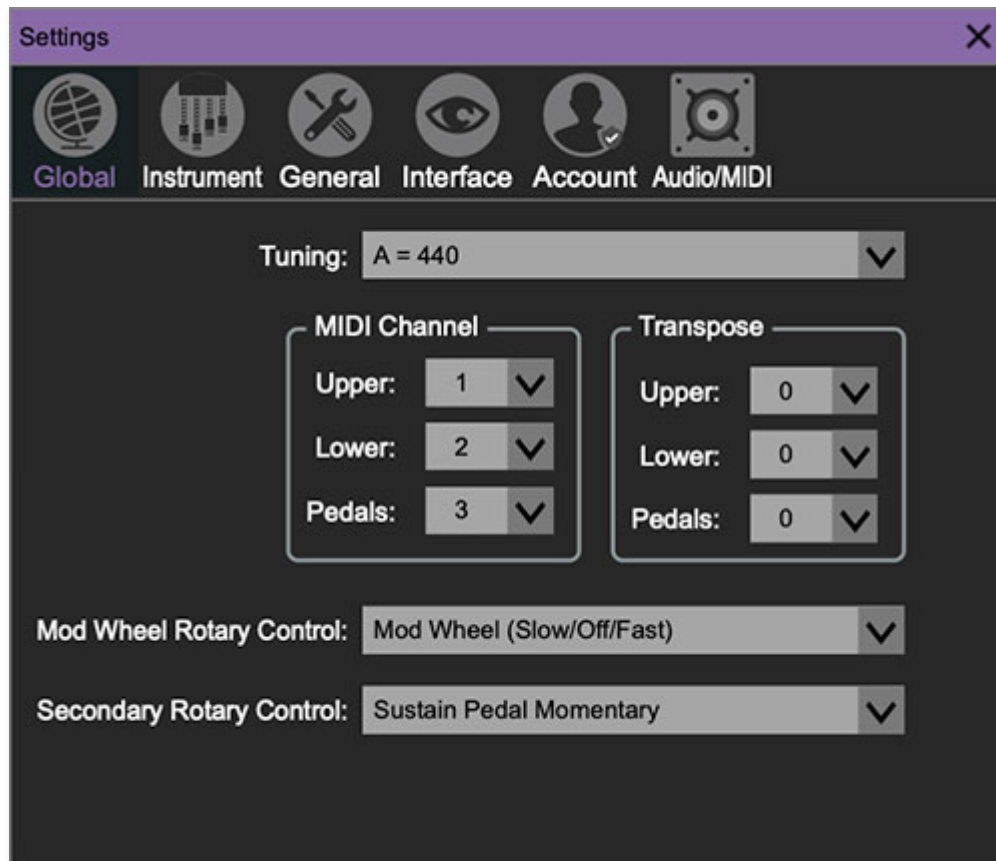 Settings
Global Instrument General Interface Account Audio/MIDI
Tuning: A = 440
MIDI Channel
Upper: 1
Lower: 2
Pedals: 3
Transpose
Upper: 0
Lower: 0
Pedals: 0
Mod Wheel Rotary Control: Mod Wheel (Slow/Off/Fast)
Secondary Rotary Control: Sustain Pedal Momentary